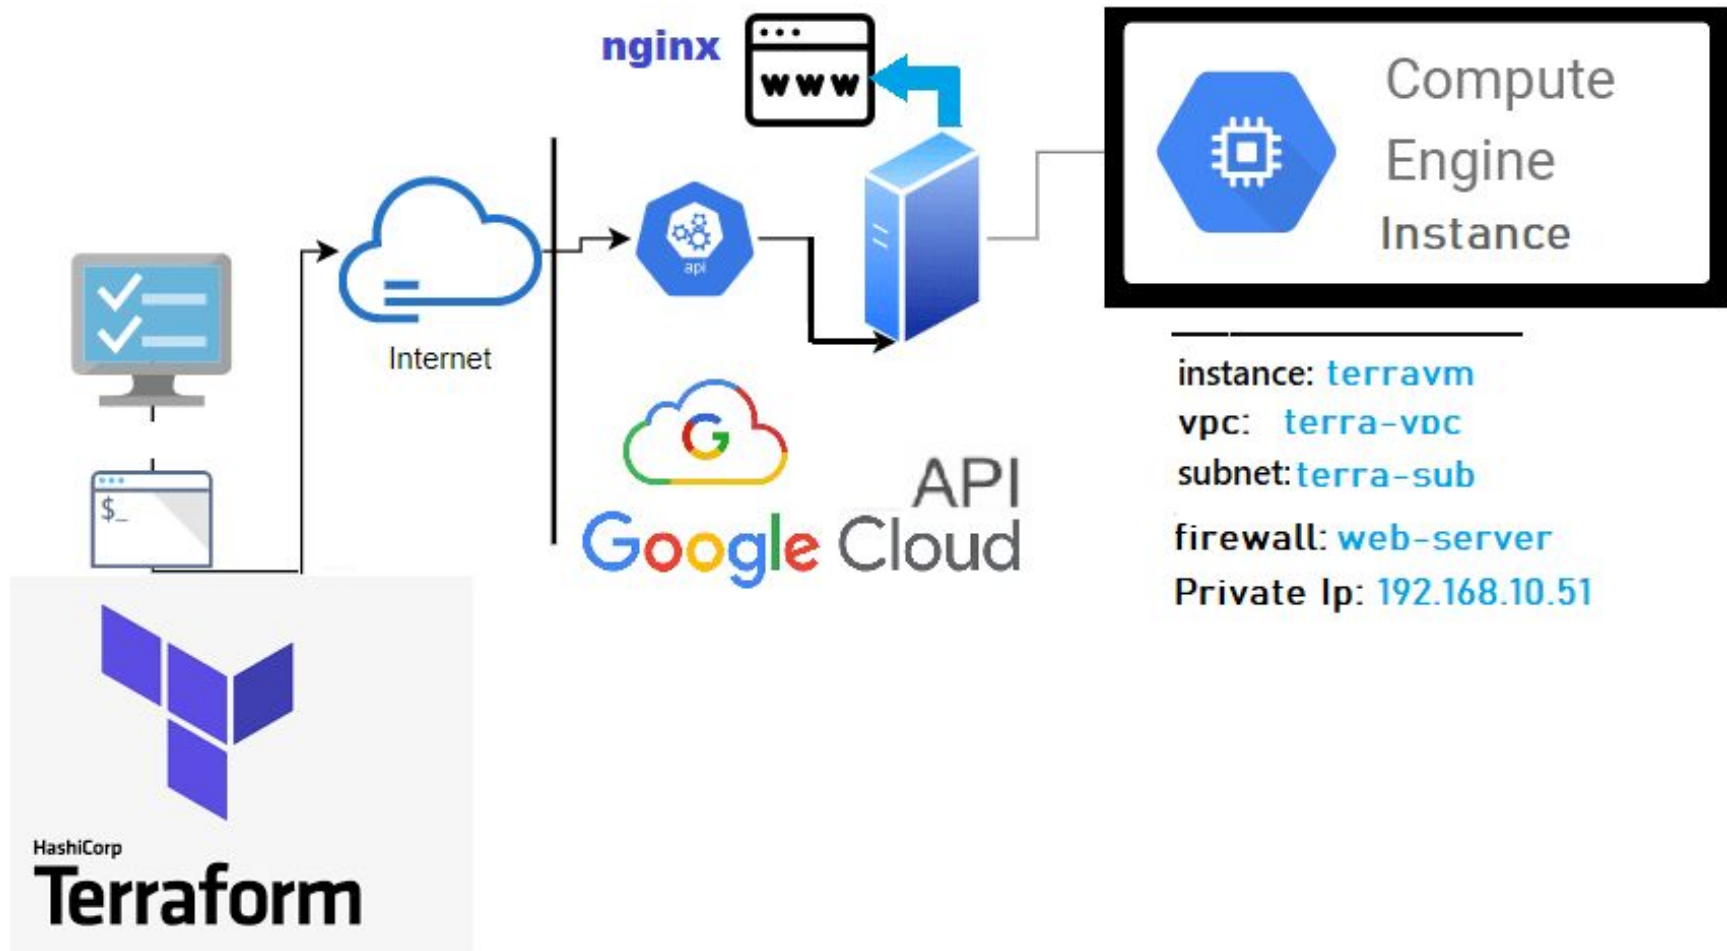 nginx
www
Compute
Engine
Instance
api
Internet
$_
API
Google Cloud
instance: terravm
vpc: terra-vpc
subnet: terra-sub
firewall: web-server
Private Ip: 192.168.10.51
HashiCorp
Terraform